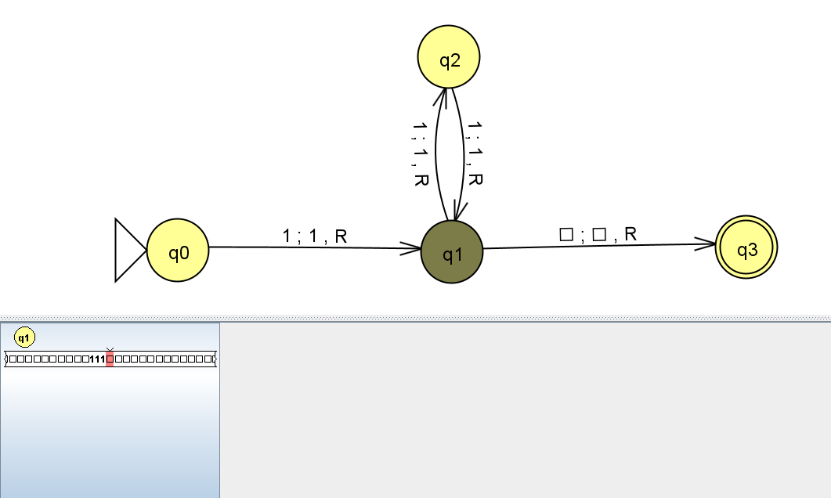 q2
1 ; 1 , R
1 ; 1 , R
1 ; 1 , R
□ ; □ , R
q0
q1
q3
q1
□□□□□□□□□□111□□□□□□□□□□□□□